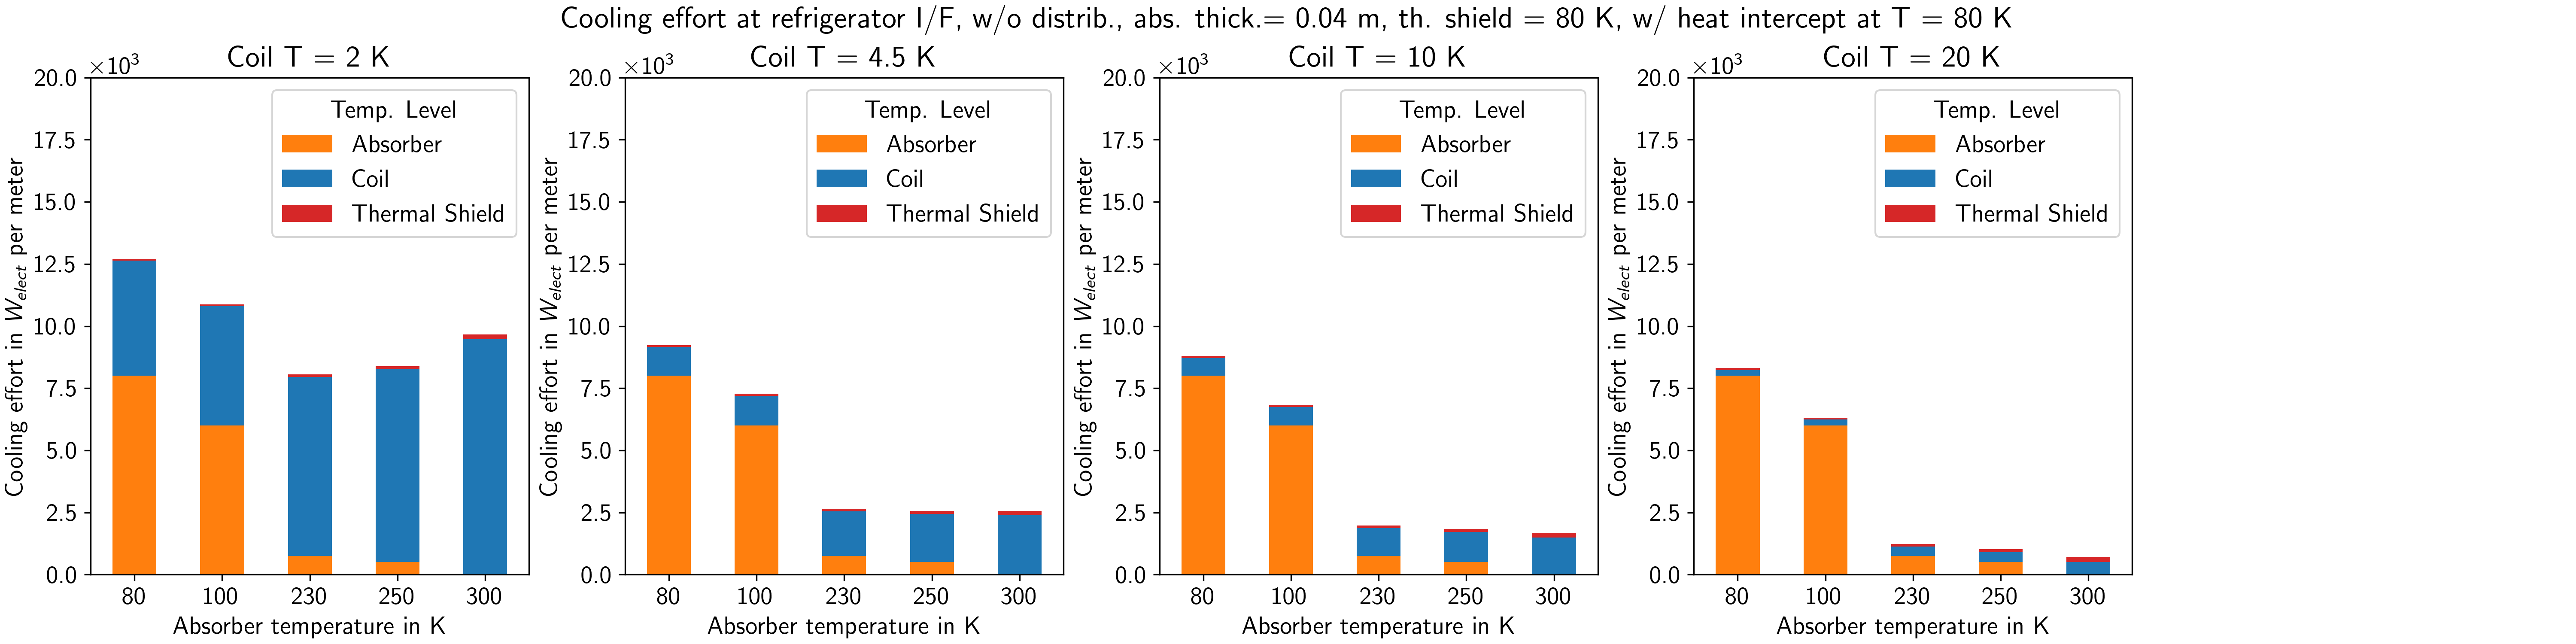 Cooling effort at refrigerator I/F, w/o distrib., abs. thick.= 0.04 m, th. shield = 80 K, w/ heat intercept at T = 80 K
Coil T = 2 K
×10³
20.0
17.5
15.0
12.5
10.0
7.5
5.0
2.5
0.0
Cooling effort in W_elect per meter
Temp. Level
Absorber
Coil
Thermal Shield
80 100 230 250 300
Absorber temperature in K
Coil T = 4.5 K
×10³
20.0
17.5
15.0
12.5
10.0
7.5
5.0
2.5
0.0
Cooling effort in W_elect per meter
Temp. Level
Absorber
Coil
Thermal Shield
80 100 230 250 300
Absorber temperature in K
Coil T = 10 K
×10³
20.0
17.5
15.0
12.5
10.0
7.5
5.0
2.5
0.0
Cooling effort in W_elect per meter
Temp. Level
Absorber
Coil
Thermal Shield
80 100 230 250 300
Absorber temperature in K
Coil T = 20 K
×10³
20.0
17.5
15.0
12.5
10.0
7.5
5.0
2.5
0.0
Cooling effort in W_elect per meter
Temp. Level
Absorber
Coil
Thermal Shield
80 100 230 250 300
Absorber temperature in K